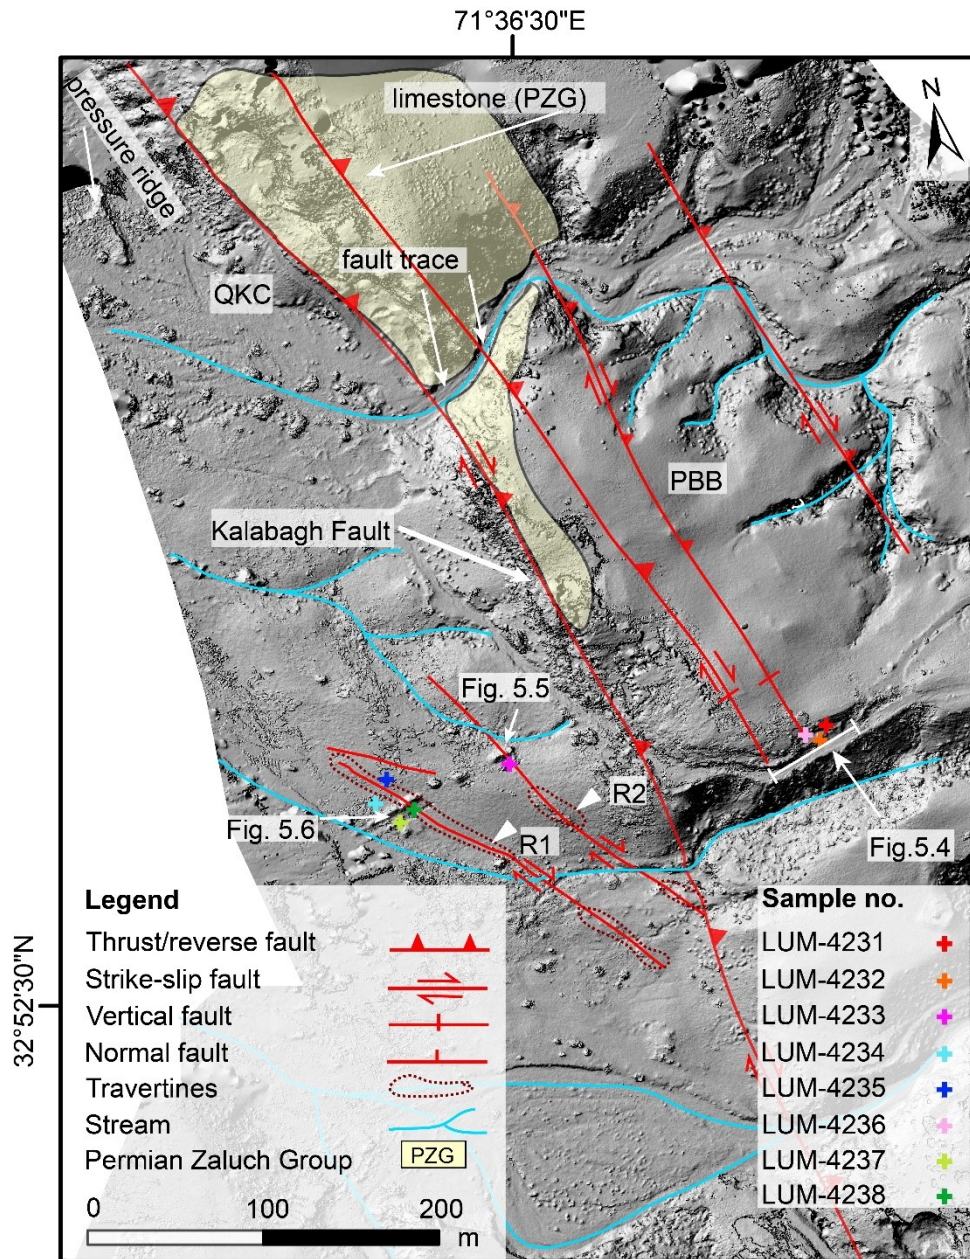 71°36'30"E
N
pressure ridge
limestone (PZG)
fault trace
QKC
PBB
Kalabagh Fault
Fig. 5.5
R2
Fig. 5.6
R1
Fig.5.4
32°52'30"N
Legend
Thrust/reverse fault
Strike-slip fault
Vertical fault
Normal fault
Travertines
Stream
Permian Zaluch Group PZG
0 100 200
m
Sample no.
LUM-4231
LUM-4232
LUM-4233
LUM-4234
LUM-4235
LUM-4236
LUM-4237
LUM-4238